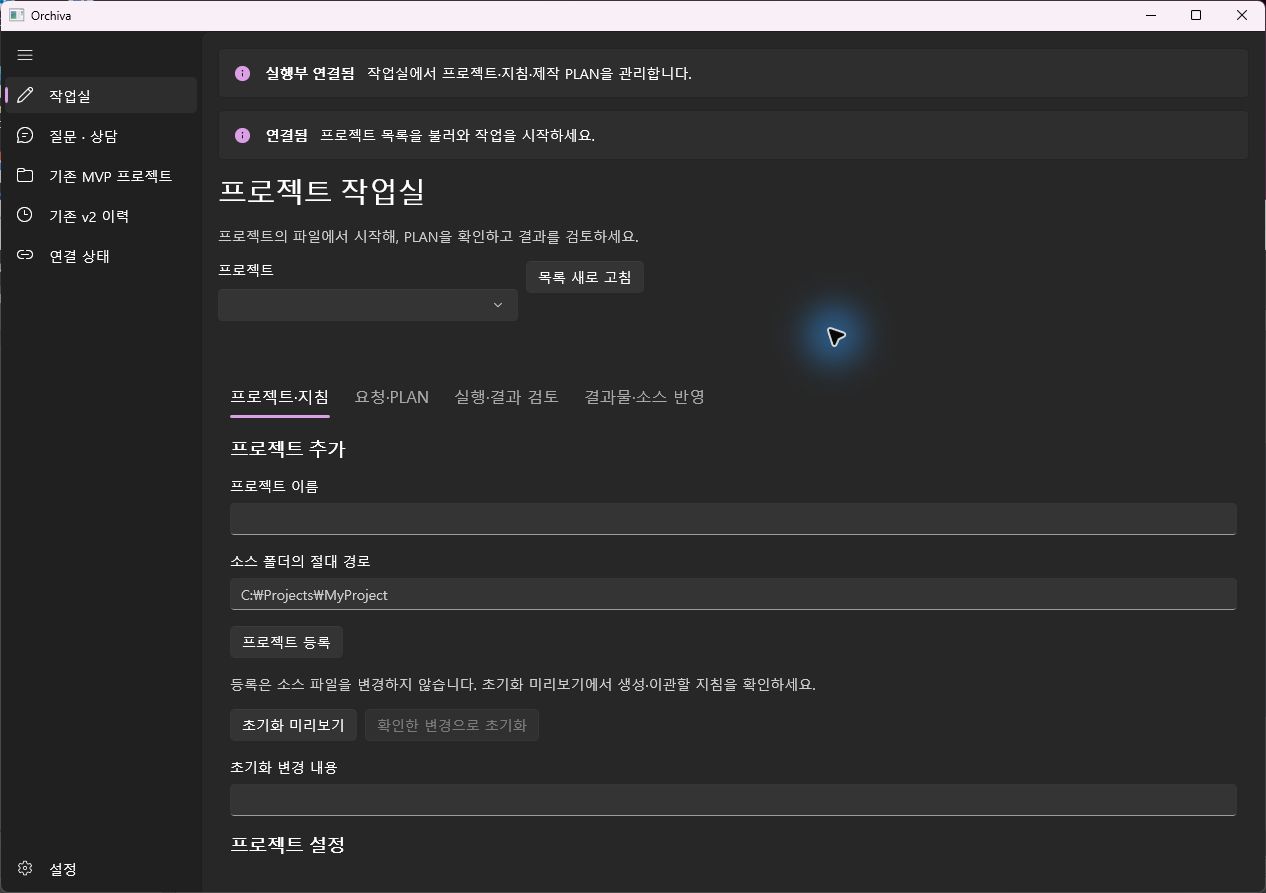 Orchiva
작업실
질문 · 상담
기존 MVP 프로젝트
기존 v2 이력
연결 상태
설정
실행부 연결됨 작업실에서 프로젝트·지침·제작 PLAN을 관리합니다.
연결됨 프로젝트 목록을 불러와 작업을 시작하세요.
프로젝트 작업실
프로젝트의 파일에서 시작해, PLAN을 확인하고 결과를 검토하세요.
프로젝트
목록 새로 고침
프로젝트·지침 요청·PLAN 실행·결과 검토 결과물·소스 반영
프로젝트 추가
프로젝트 이름
소스 폴더의 절대 경로
C:₩Projects₩MyProject
프로젝트 등록
등록은 소스 파일을 변경하지 않습니다. 초기화 미리보기에서 생성·이관할 지침을 확인하세요.
초기화 미리보기 확인한 변경으로 초기화
초기화 변경 내용
프로젝트 설정